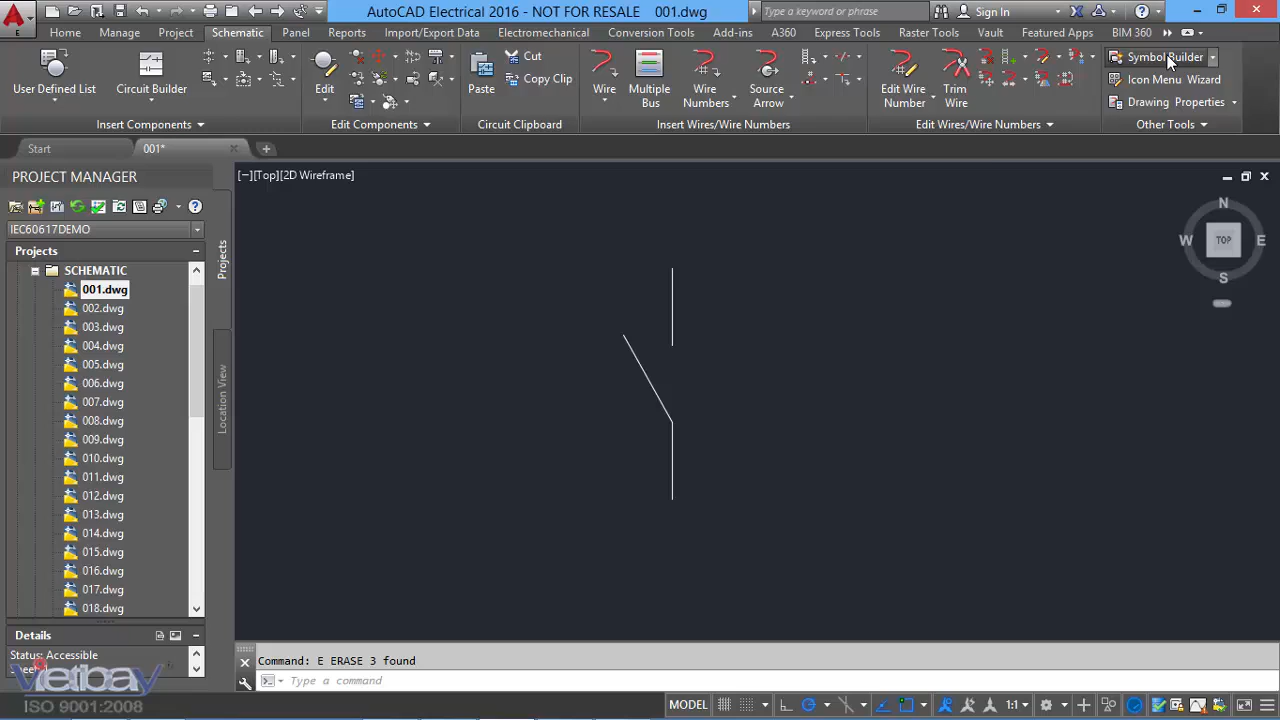 AutoCAD Electrical 2016 - NOT FOR RESALE 001.dwg
Type a keyword or phrase
Sign In
Home Manage Project Schematic Panel Reports Import/Export Data Electromechanical Conversion Tools Add-ins A360 Express Tools Raster Tools Vault Featured Apps BIM 360
User Defined List
Circuit Builder
Insert Components
Edit
Edit Components
Cut
Copy Clip
Paste
Circuit Clipboard
Wire
Multiple Bus
Wire Numbers
Source Arrow
Insert Wires/Wire Numbers
Edit Wire Number
Trim Wire
Edit Wires/Wire Numbers
Symbol Builder
Icon Menu Wizard
Drawing Properties
Other Tools
Start
001*
PROJECT MANAGER
IEC60617DEMO
Projects
SCHEMATIC
001.dwg
002.dwg
003.dwg
004.dwg
005.dwg
006.dwg
007.dwg
008.dwg
009.dwg
010.dwg
011.dwg
012.dwg
013.dwg
014.dwg
015.dwg
016.dwg
017.dwg
018.dwg
Details
Status: Accessible
vietbay
ISO 9001:2008
Projects
Location View
[−][Top][2D Wireframe]
N
W TOP E
S
Command: E ERASE 3 found
Type a command
MODEL
1:1